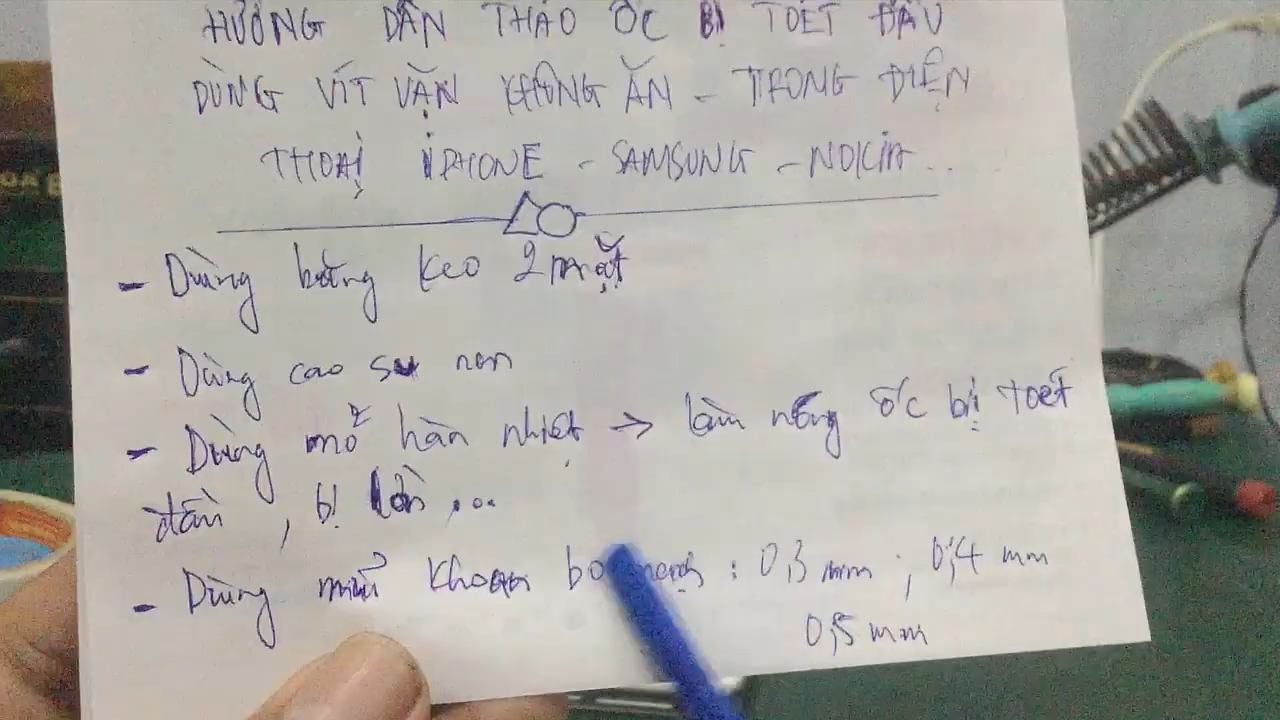 HƯỚNG DẪN THÁO ỐC BỊ TOÉT ĐẦU
DÙNG VÍT VẶN KHÔNG ĂN - TRONG ĐIỆN
THOẠI iPHONE - SAMSUNG - NOKIA...
- Dùng băng keo 2 mặt
- Dùng cao su non
- Dùng mỏ hàn nhiệt → làm nóng ốc bị toét
đầu, bị lờn,...
- Dùng mũi khoan bo mạch : 0,3 mm ; 0,4 mm
0,5 mm